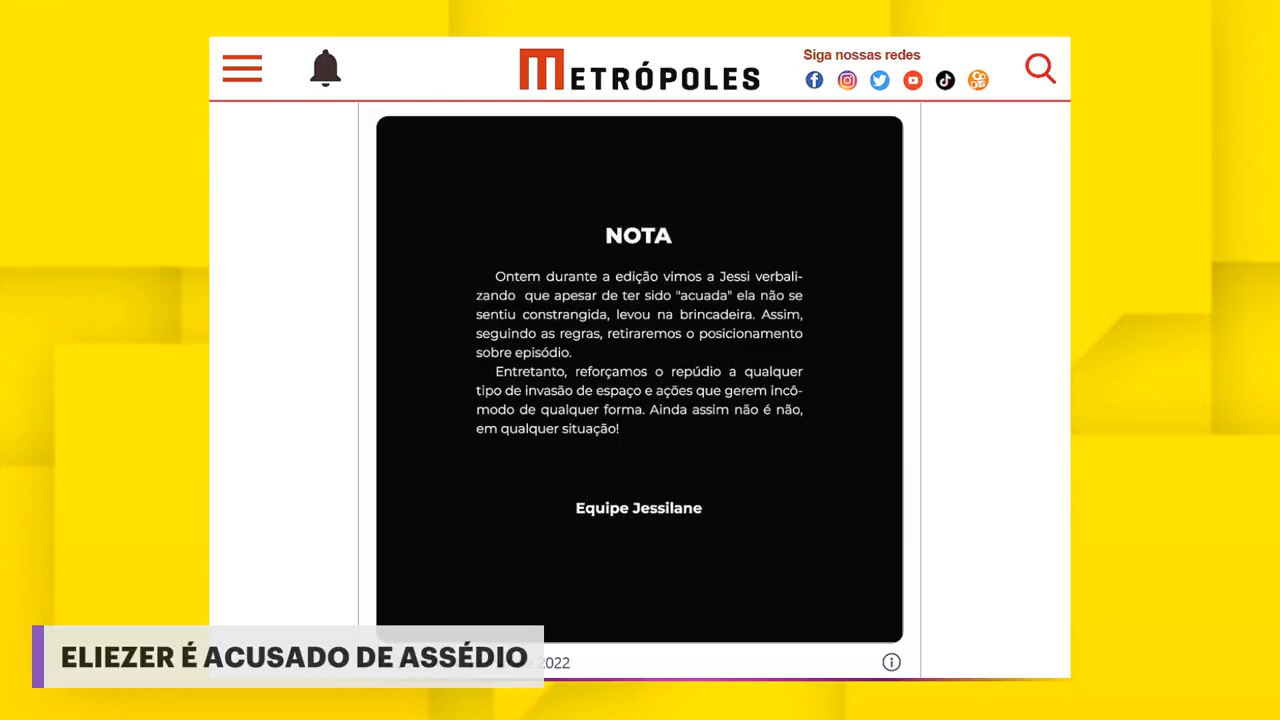 METRÓPOLES
Siga nossas redes
NOTA
Ontem durante a edição vimos a Jessi verbali-
zando que apesar de ter sido "acuada" ela não se
sentiu constrangida, levou na brincadeira. Assim,
seguindo as regras, retiraremos o posicionamento
sobre episódio.
Entretanto, reforçamos o repúdio a qualquer
tipo de invasão de espaço e ações que gerem incô-
modo de qualquer forma. Ainda assim não é não,
em qualquer situação!
Equipe Jessilane
2022
ELIEZER É ACUSADO DE ASSÉDIO